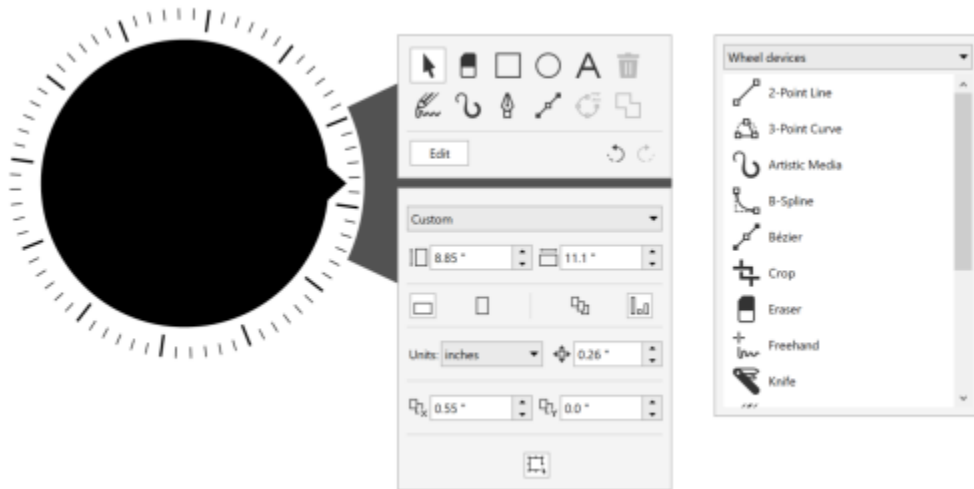 A
Edit
Custom
8.85 "
11.1 "
Units: inches
0.26 "
X 0.55 "
Y 0.0 "
Wheel devices
2-Point Line
3-Point Curve
Artistic Media
B-Spline
Bézier
Crop
Eraser
Freehand
Knife